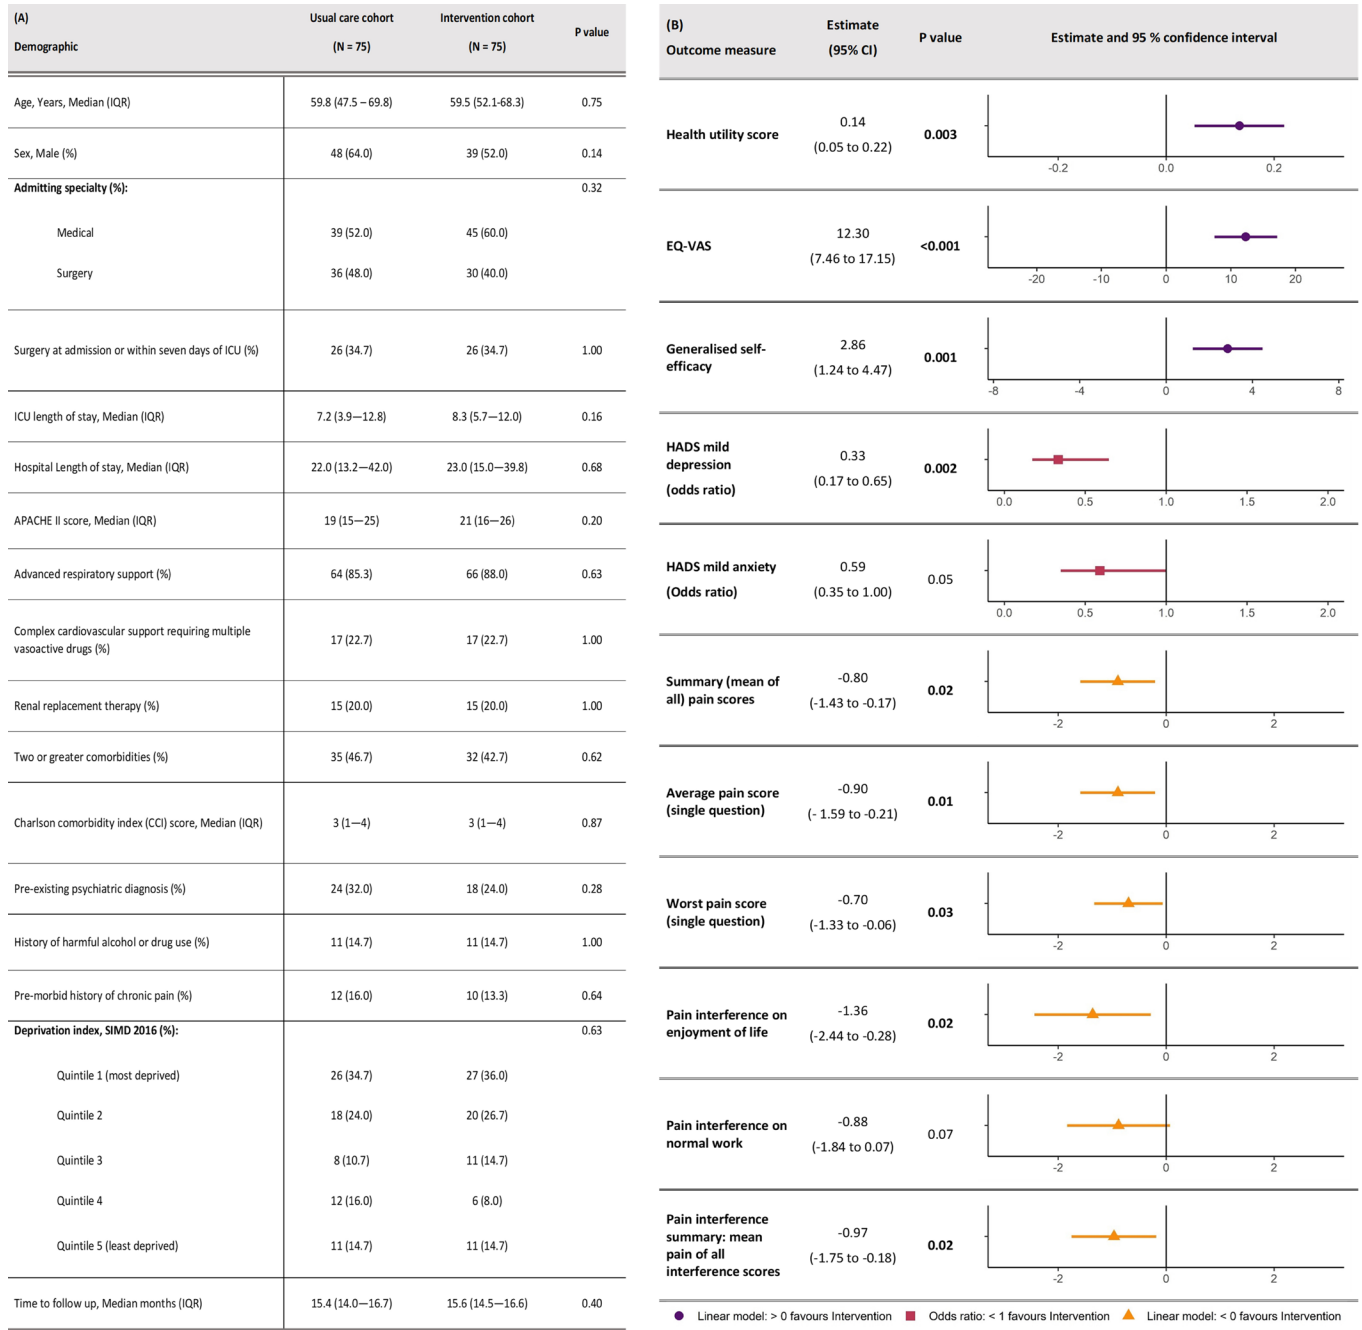 (A)
Demographic
Usual care cohort
(N = 75)
Intervention cohort
(N = 75)
P value
Age, Years, Median (IQR) 59.8 (47.5 – 69.8) 59.5 (52.1-68.3) 0.75
Sex, Male (%) 48 (64.0) 39 (52.0) 0.14
Admitting specialty (%): 0.32
Medical 39 (52.0) 45 (60.0)
Surgery 36 (48.0) 30 (40.0)
Surgery at admission or within seven days of ICU (%) 26 (34.7) 26 (34.7) 1.00
ICU length of stay, Median (IQR) 7.2 (3.9—12.8) 8.3 (5.7—12.0) 0.16
Hospital Length of stay, Median (IQR) 22.0 (13.2—42.0) 23.0 (15.0—39.8) 0.68
APACHE II score, Median (IQR) 19 (15—25) 21 (16—26) 0.20
Advanced respiratory support (%) 64 (85.3) 66 (88.0) 0.63
Complex cardiovascular support requiring multiple
vasoactive drugs (%) 17 (22.7) 17 (22.7) 1.00
Renal replacement therapy (%) 15 (20.0) 15 (20.0) 1.00
Two or greater comorbidities (%) 35 (46.7) 32 (42.7) 0.62
Charlson comorbidity index (CCI) score, Median (IQR) 3 (1—4) 3 (1—4) 0.87
Pre-existing psychiatric diagnosis (%) 24 (32.0) 18 (24.0) 0.28
History of harmful alcohol or drug use (%) 11 (14.7) 11 (14.7) 1.00
Pre-morbid history of chronic pain (%) 12 (16.0) 10 (13.3) 0.64
Deprivation index, SIMD 2016 (%): 0.63
Quintile 1 (most deprived) 26 (34.7) 27 (36.0)
Quintile 2 18 (24.0) 20 (26.7)
Quintile 3 8 (10.7) 11 (14.7)
Quintile 4 12 (16.0) 6 (8.0)
Quintile 5 (least deprived) 11 (14.7) 11 (14.7)
Time to follow up, Median months (IQR) 15.4 (14.0—16.7) 15.6 (14.5—16.6) 0.40
(B)
Outcome measure
Estimate
(95% CI)
P value
Estimate and 95 % confidence interval
Health utility score
0.14
(0.05 to 0.22)
0.003
-0.2 0.0 0.2
EQ-VAS
12.30
(7.46 to 17.15)
<0.001
-20 -10 0 10 20
Generalised self-
efficacy
2.86
(1.24 to 4.47)
0.001
-8 -4 0 4 8
HADS mild
depression
(odds ratio)
0.33
(0.17 to 0.65)
0.002
0.0 0.5 1.0 1.5 2.0
HADS mild anxiety
(Odds ratio)
0.59
(0.35 to 1.00)
0.05
0.0 0.5 1.0 1.5 2.0
Summary (mean of
all) pain scores
-0.80
(-1.43 to -0.17)
0.02
-2 0 2
Average pain score
(single question)
-0.90
(- 1.59 to -0.21)
0.01
-2 0 2
Worst pain score
(single question)
-0.70
(-1.33 to -0.06)
0.03
-2 0 2
Pain interference on
enjoyment of life
-1.36
(-2.44 to -0.28)
0.02
-2 0 2
Pain interference on
normal work
-0.88
(-1.84 to 0.07)
0.07
-2 0 2
Pain interference
summary: mean
pain of all
interference scores
-0.97
(-1.75 to -0.18)
0.02
-2 0 2
Linear model: > 0 favours Intervention Odds ratio: < 1 favours Intervention Linear model: < 0 favours Intervention